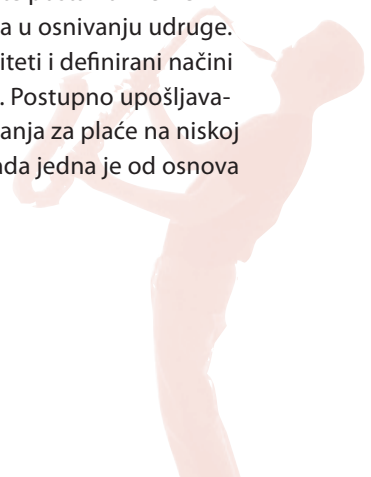 a u osnivanju udruge.
iteti i definirani načini
. Postupno upošljava-
anja za plaće na niskoj
ada jedna je od osnova